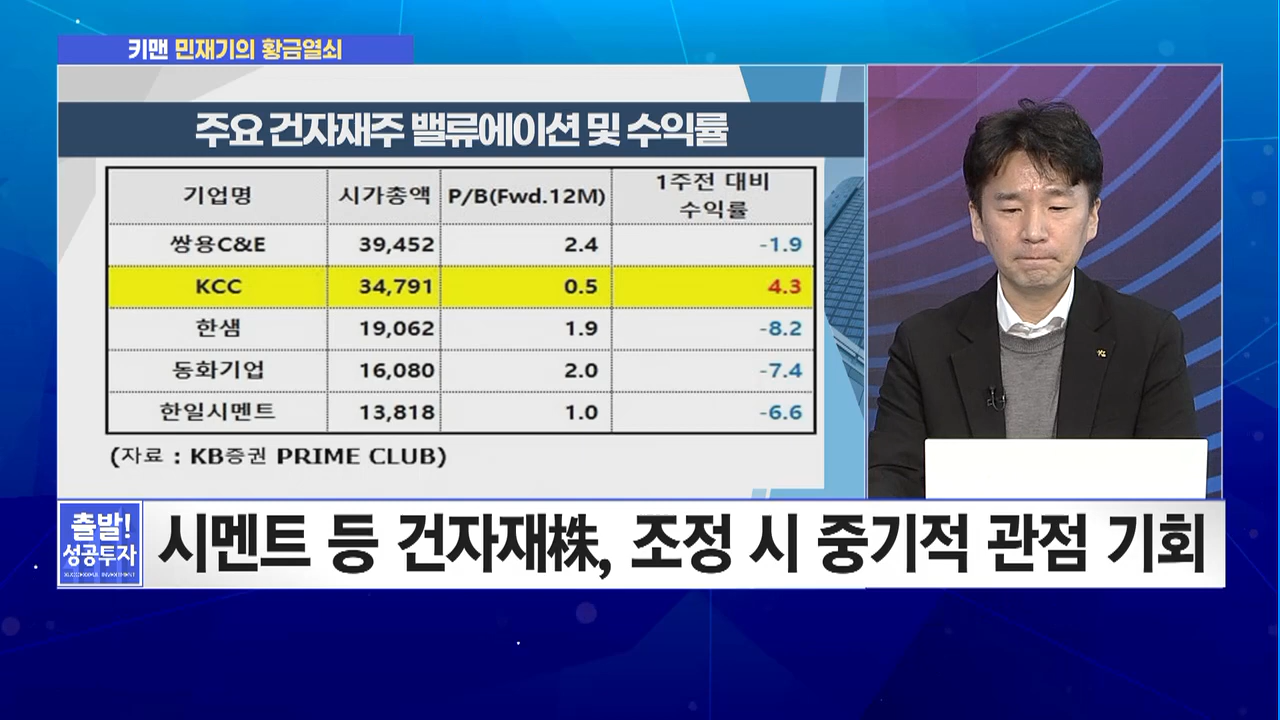 키맨 민재기의 황금열쇠
주요 건자재주 밸류에이션 및 수익률
기업명 시가총액 P/B(Fwd.12M) 1주전 대비 수익률
쌍용C&E 39,452 2.4 -1.9
KCC 34,791 0.5 4.3
한샘 19,062 1.9 -8.2
동화기업 16,080 2.0 -7.4
한일시멘트 13,818 1.0 -6.6
(자료 : KB증권 PRIME CLUB)
출발!
성공투자
시멘트 등 건자재株, 조정 시 중기적 관점 기회